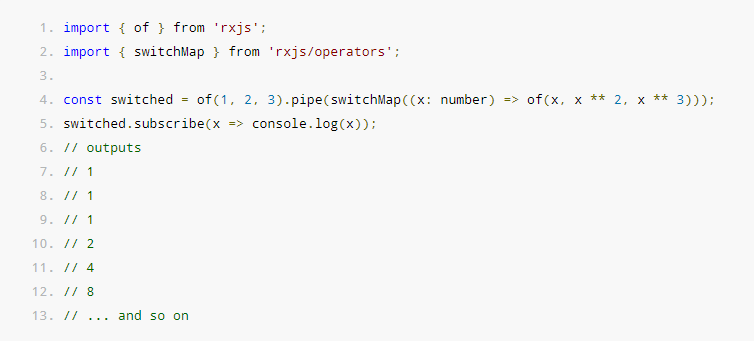 1. import { of } from 'rxjs';
2. import { switchMap } from 'rxjs/operators';
3.
4. const switched = of(1, 2, 3).pipe(switchMap((x: number) => of(x, x ** 2, x ** 3)));
5. switched.subscribe(x => console.log(x));
6. // outputs
7. // 1
8. // 1
9. // 1
10. // 2
11. // 4
12. // 8
13. // ... and so on